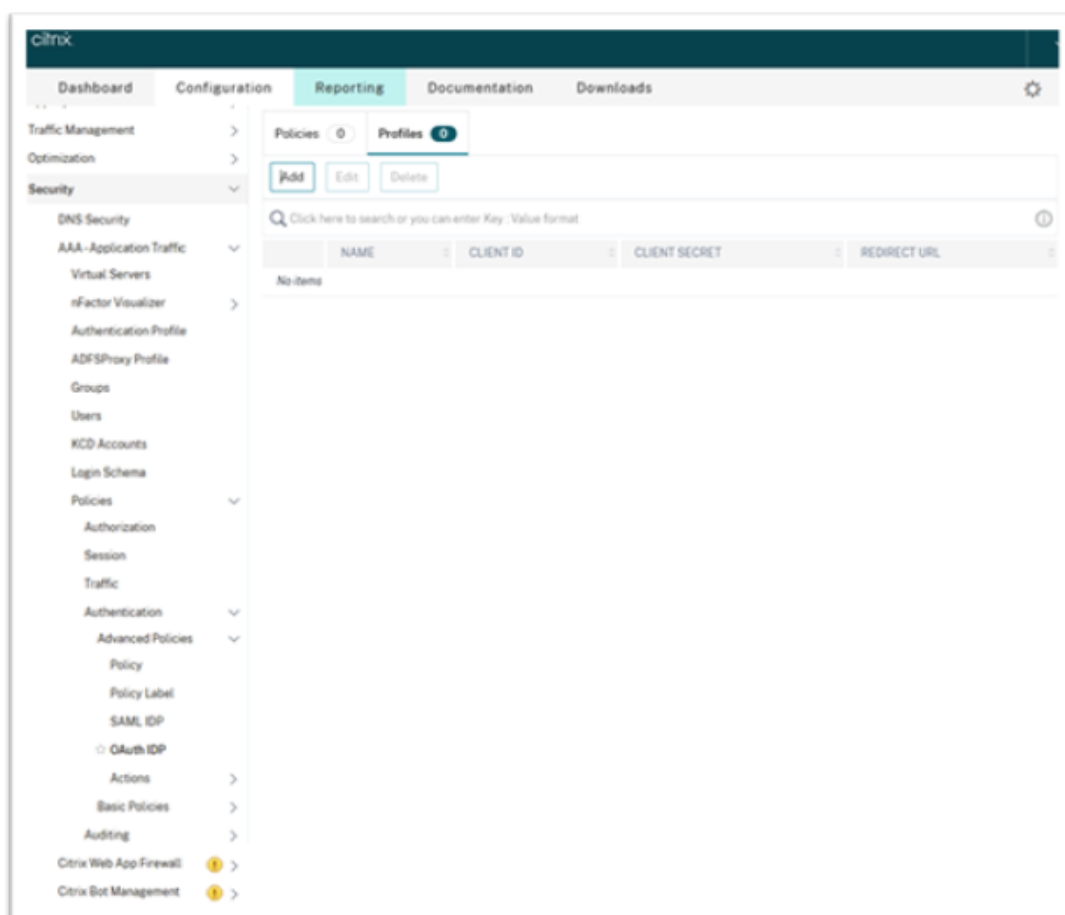 citrix.
Dashboard Configuration Reporting Documentation Downloads
Traffic Management
Optimization
Security
DNS Security
AAA - Application Traffic
Virtual Servers
nFactor Visualizer
Authentication Profile
ADFSProxy Profile
Groups
Users
KCD Accounts
Login Schema
Policies
Authorization
Session
Traffic
Authentication
Advanced Policies
Policy
Policy Label
SAML IDP
OAuth IDP
Actions
Basic Policies
Auditing
Citrix Web App Firewall
Citrix Bot Management
Policies 0 Profiles 0
Add Edit Delete
Click here to search or you can enter Key : Value format
NAME CLIENT ID CLIENT SECRET REDIRECT URL
No items